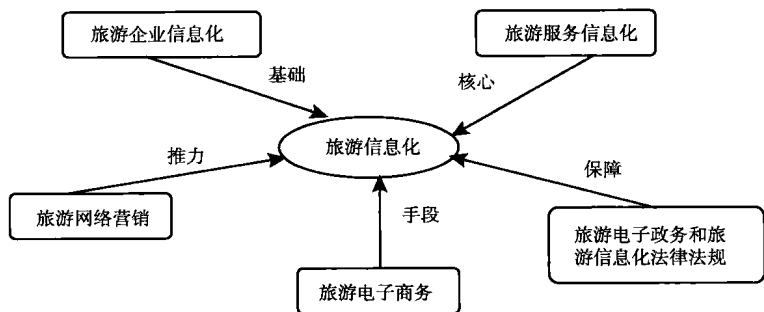 旅游企业信息化
旅游服务信息化
基础
核心
旅游信息化
推力
保障
旅游网络营销
手段
旅游电子政务和旅
游信息化法律法规
旅游电子商务